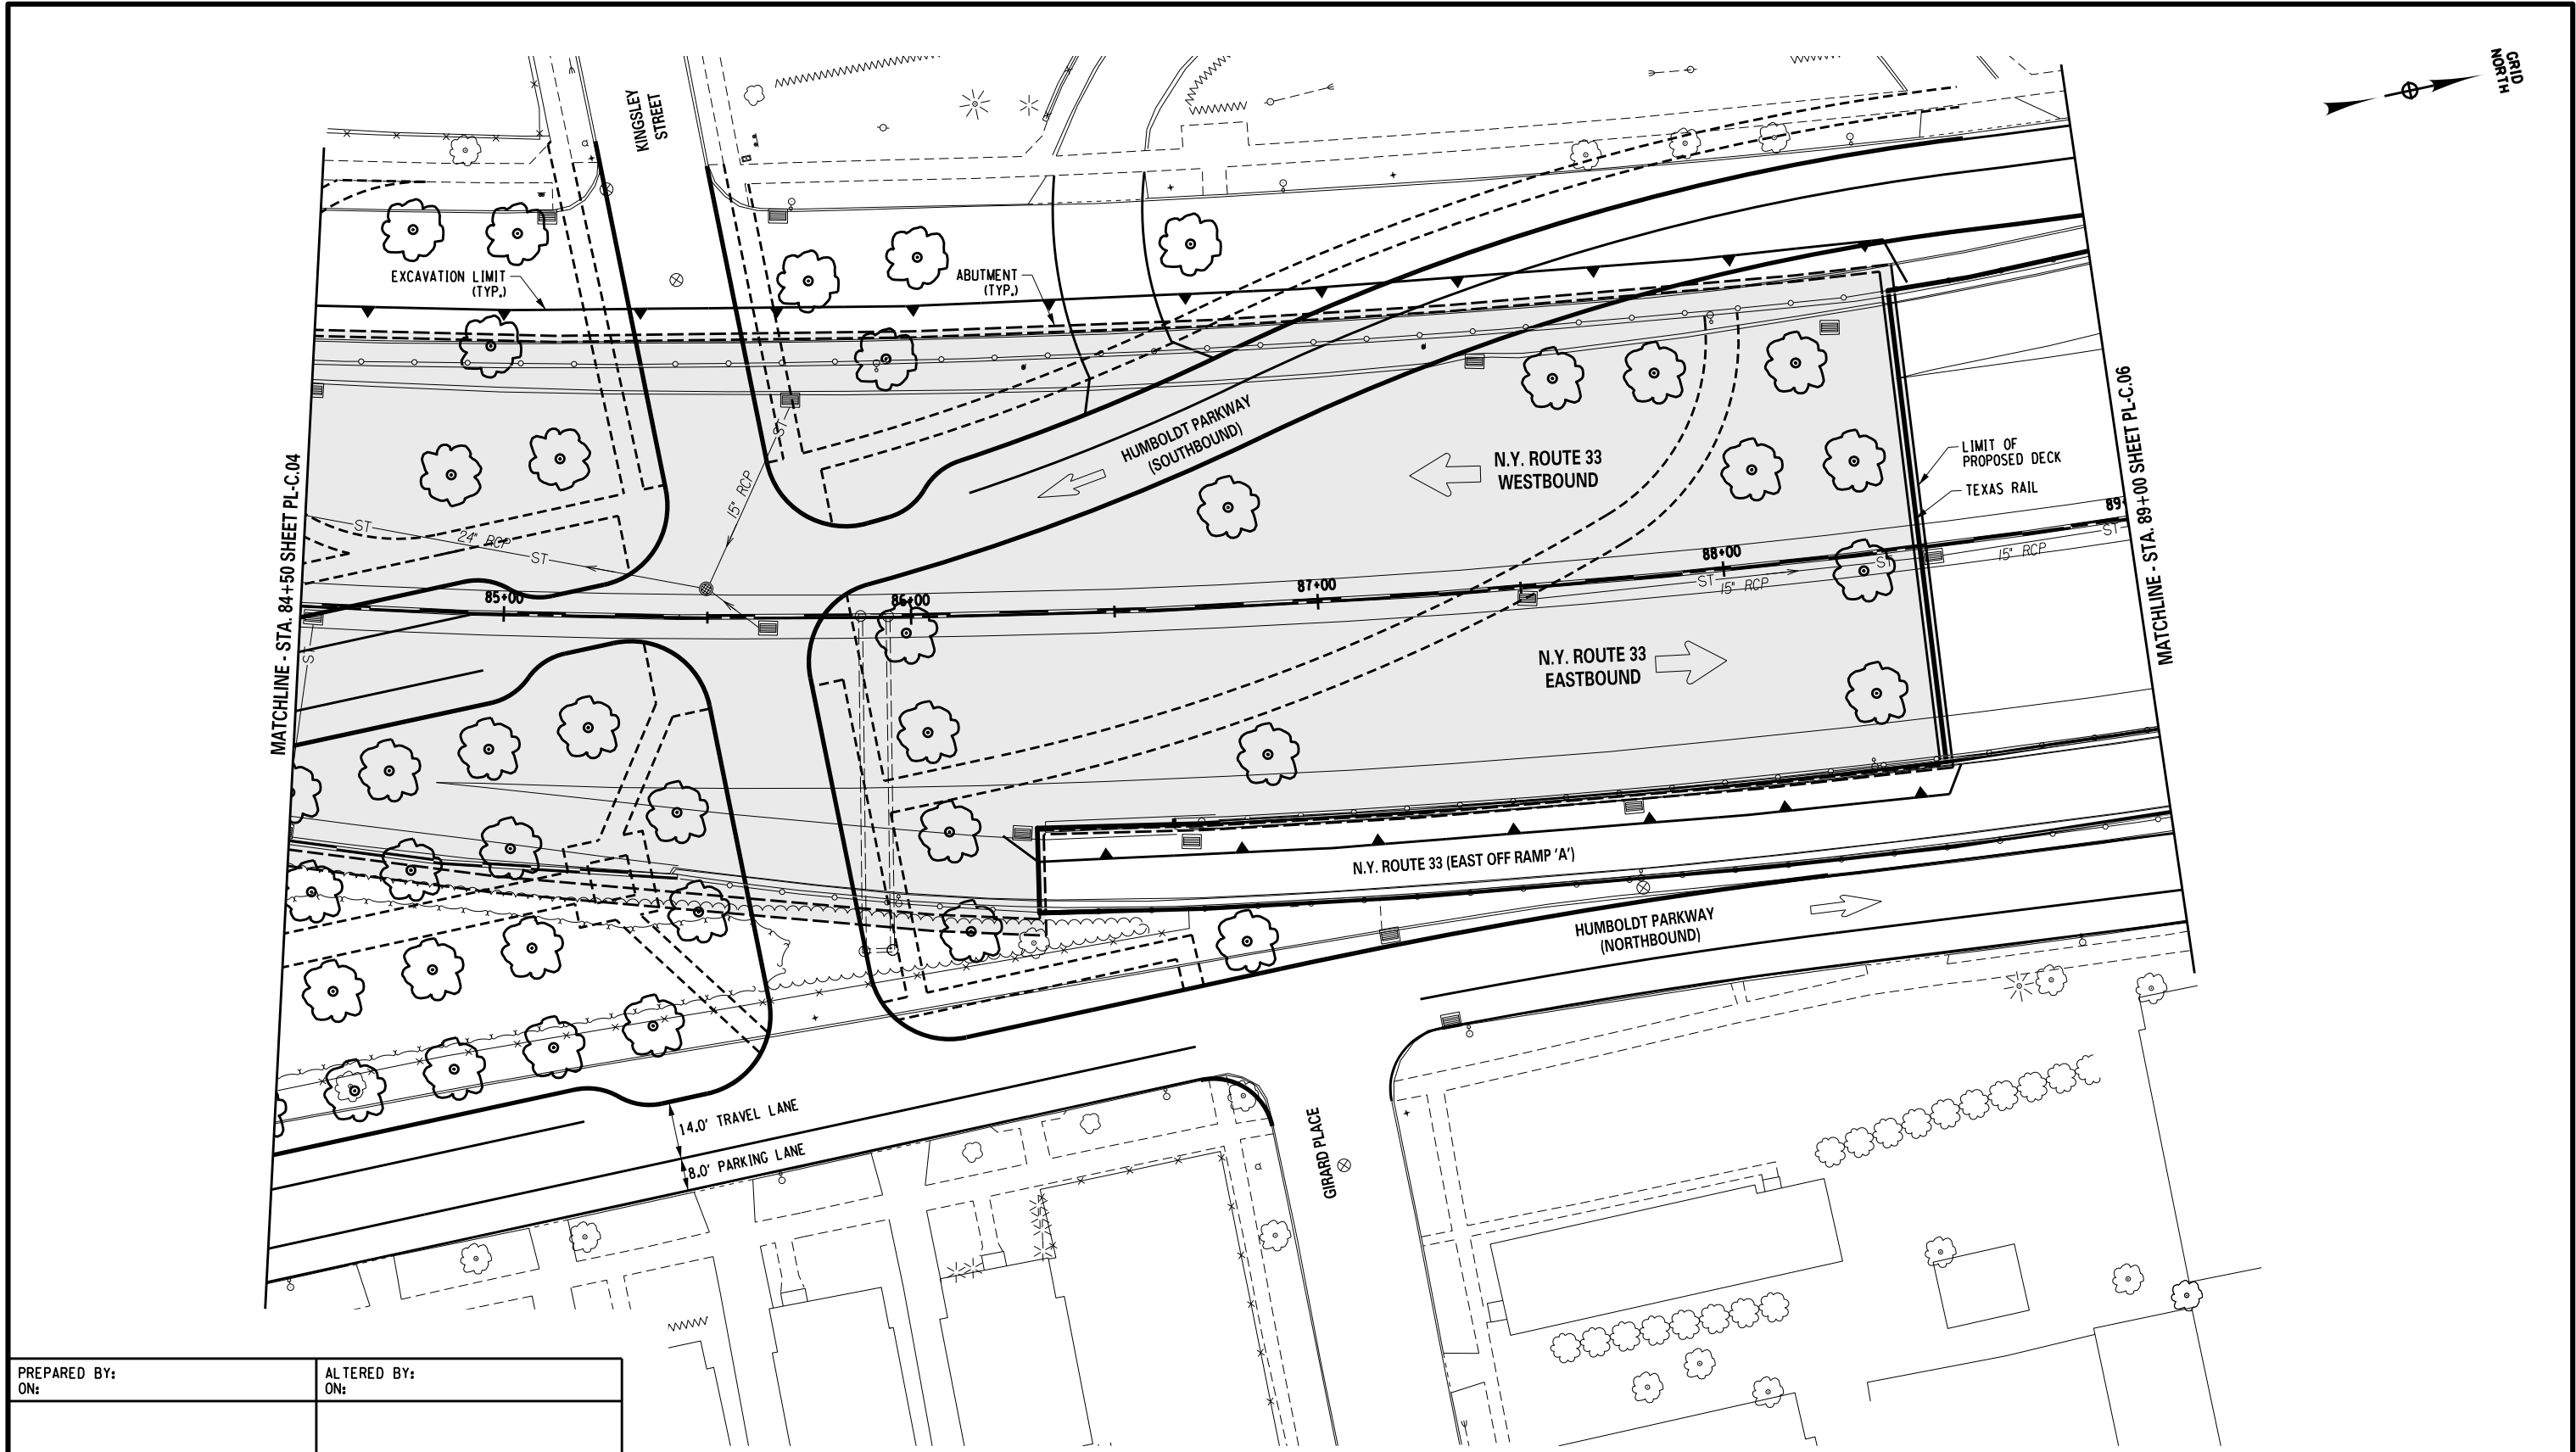 GRID
NORTH
KINGSLEY
STREET
EXCAVATION LIMIT
(TYP.)
ABUTMENT
(TYP.)
HUMBOLDT PARKWAY
(SOUTHBOUND)
N.Y. ROUTE 33
WESTBOUND
LIMIT OF
PROPOSED DECK
TEXAS RAIL
MATCHLINE - STA. 84+50 SHEET PL-C.04
MATCHLINE - STA. 89+00 SHEET PL-C.06
ST
15" RCP
ST
24" RCP
ST
85+00
86+00
87+00
88+00
89+
ST
15" RCP
ST
15" RCP
ST
ST
N.Y. ROUTE 33
EASTBOUND
N.Y. ROUTE 33 (EAST OFF RAMP 'A')
HUMBOLDT PARKWAY
(NORTHBOUND)
14.0' TRAVEL LANE
8.0' PARKING LANE
GIRARD PLACE
PREPARED BY:
ON:
ALTERED BY:
ON: